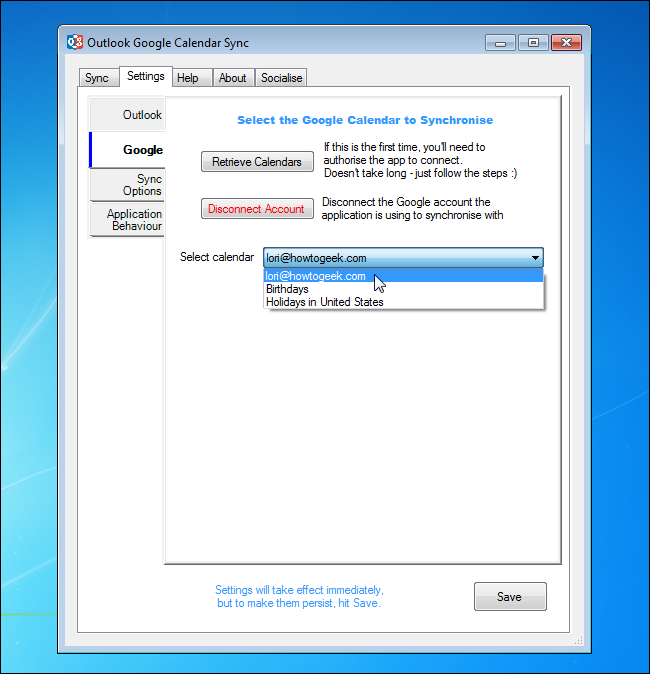 Outlook Google Calendar Sync
Sync Settings Help About Socialise
Outlook
Google
Sync
Options
Application
Behaviour
Select the Google Calendar to Synchronise
Retrieve Calendars
If this is the first time, you'll need to
authorise the app to connect.
Doesn't take long - just follow the steps :)
Disconnect Account
Disconnect the Google account the
application is using to synchronise with
Select calendar
lori@howtogeek.com
lori@howtogeek.com
Birthdays
Holidays in United States
Settings will take effect immediately,
but to make them persist, hit Save.
Save